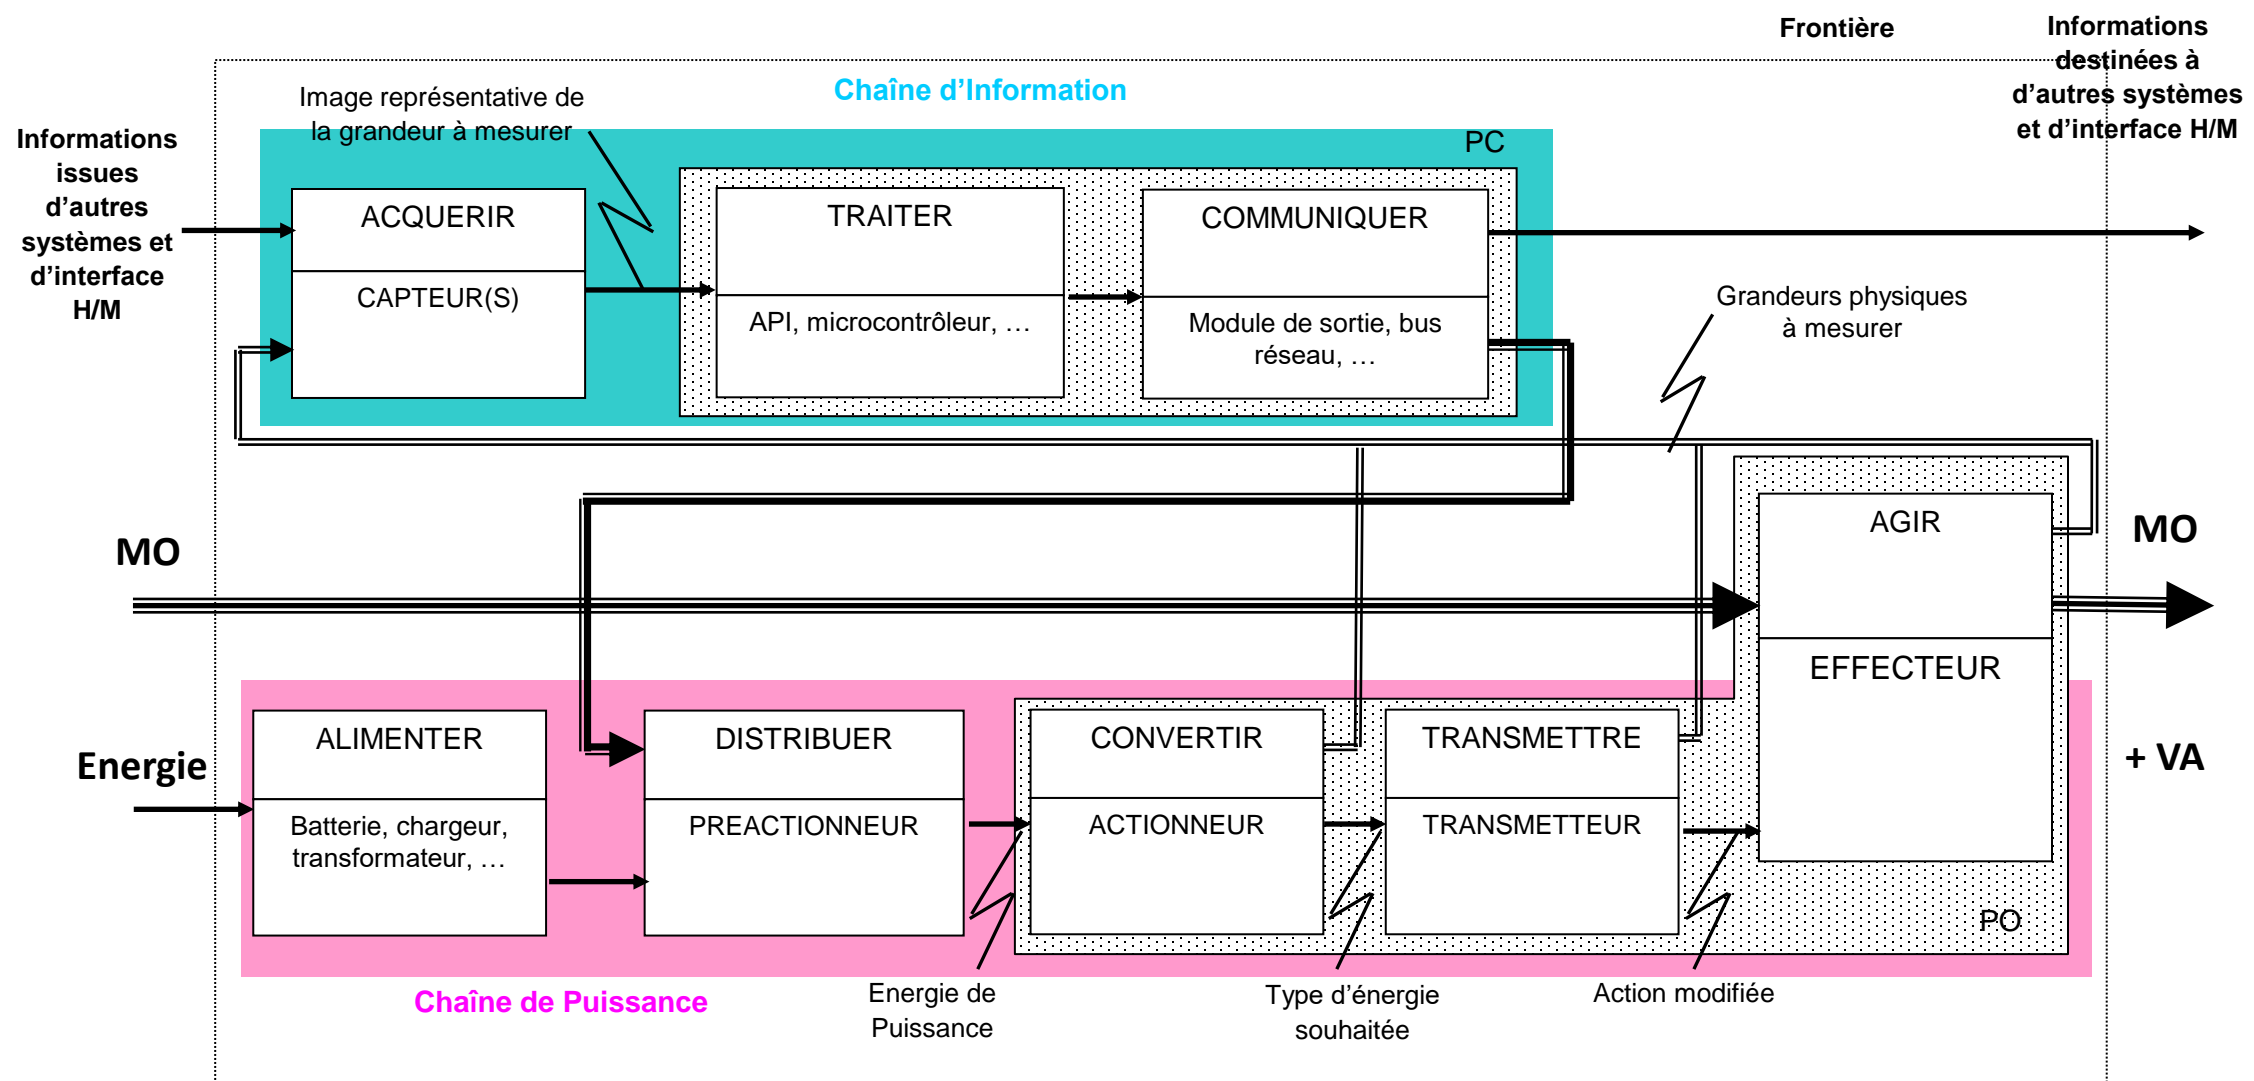 Frontière
Informations
destinées à
d’autres systèmes
et d’interface H/M
Chaîne d’Information
Image représentative de
la grandeur à mesurer
Informations
issues
d’autres
systèmes et
d’interface
H/M
PC
ACQUERIR
CAPTEUR(S)
TRAITER
API, microcontrôleur, …
COMMUNIQUER
Module de sortie, bus
réseau, …
Grandeurs physiques
à mesurer
MO
AGIR
EFFECTEUR
MO
Energie
ALIMENTER
Batterie, chargeur,
transformateur, …
DISTRIBUER
PREACTIONNEUR
CONVERTIR
ACTIONNEUR
TRANSMETTRE
TRANSMETTEUR
+ VA
PO
Chaîne de Puissance
Energie de
Puissance
Type d’énergie
souhaitée
Action modifiée